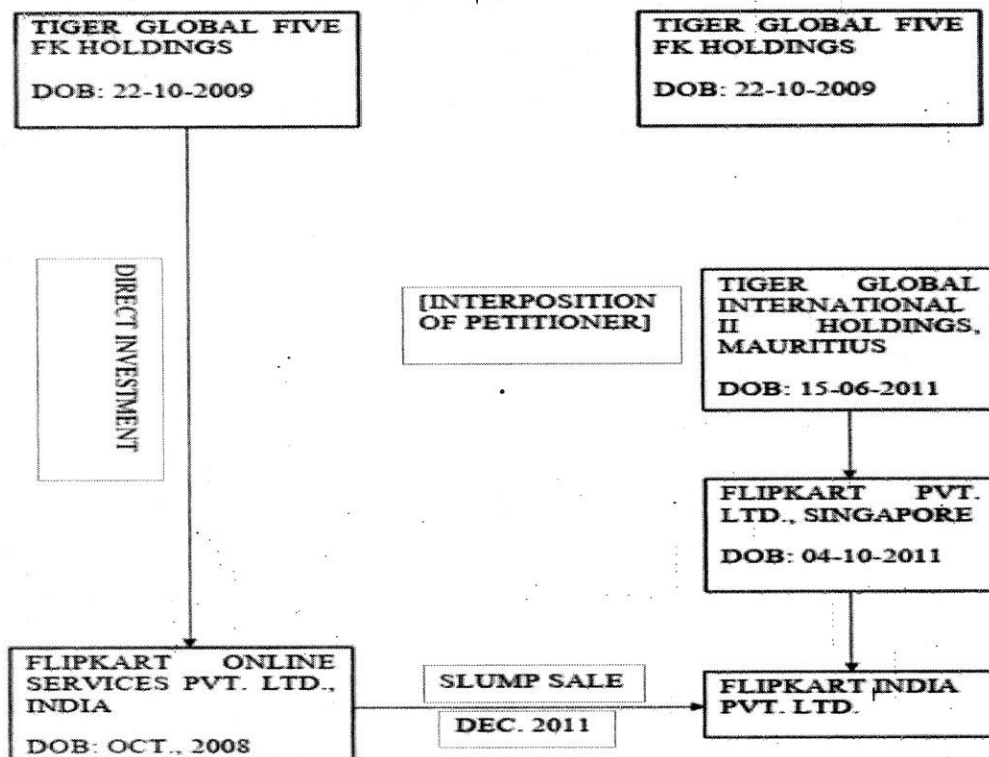 TIGER GLOBAL FIVE
FK HOLDINGS
DOB: 22-10-2009
TIGER GLOBAL FIVE
FK HOLDINGS
DOB: 22-10-2009
DIRECT INVESTMENT
[INTERPOSITION
OF PETITIONER]
TIGER GLOBAL
INTERNATIONAL
II HOLDINGS,
MAURITIUS
DOB: 15-06-2011
FLIPKART PVT.
LTD., SINGAPORE
DOB: 04-10-2011
FLIPKART ONLINE
SERVICES PVT. LTD.,
INDIA
DOB: OCT., 2008
SLUMP SALE
DEC. 2011
FLIPKART INDIA
PVT. LTD.